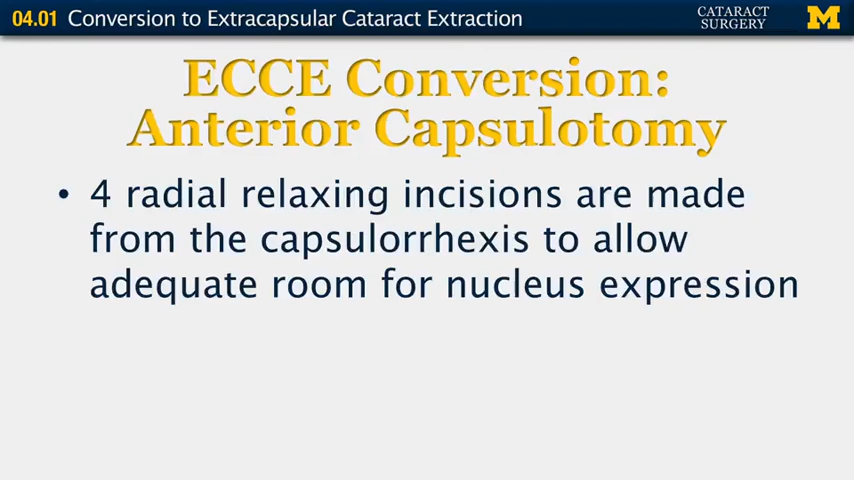 04.01 Conversion to Extracapsular Cataract Extraction
CATARACT
SURGERY
M
ECCE Conversion:
Anterior Capsulotomy
• 4 radial relaxing incisions are made
from the capsulorrhexis to allow
adequate room for nucleus expression